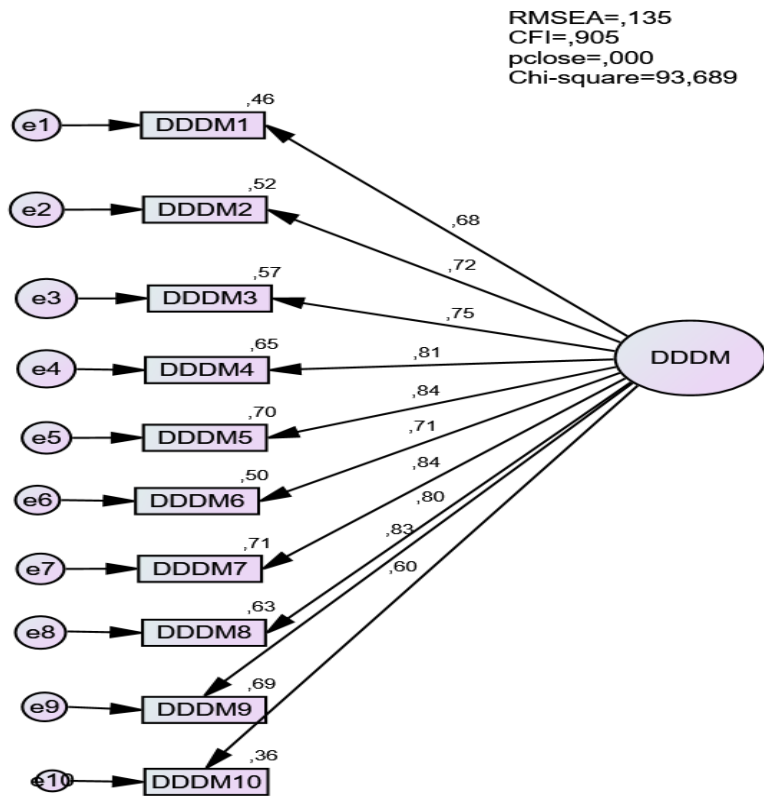 RMSEA=,135
CFI=,905
pclose=,000
Chi-square=93,689
,46
e1 DDDM1
,68
,52
e2 DDDM2
,72
,57
e3 DDDM3
,75
DDDM
,65
e4 DDDM4
,81
,70
e5 DDDM5
,84
,50
e6 DDDM6
,71
,71
e7 DDDM7
,84
,63
e8 DDDM8
,80
,69
e9 DDDM9
,83
,36
e10 DDDM10
,60